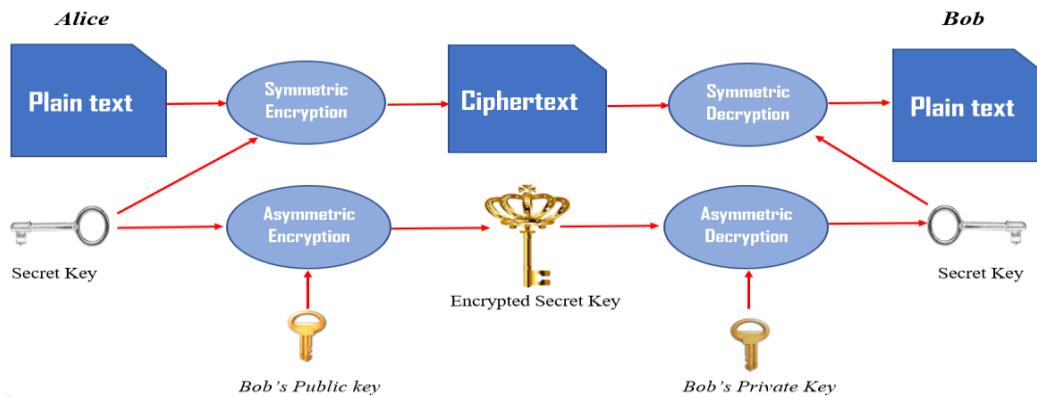 Alice
Bob
Plain text
Symmetric
Encryption
Ciphertext
Symmetric
Decryption
Plain text
Asymmetric
Encryption
Asymmetric
Decryption
Secret Key
Encrypted Secret Key
Secret Key
Bob's Public key
Bob's Private Key